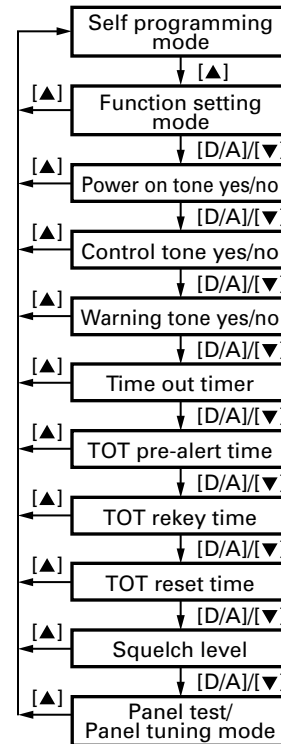 Self programming
mode
[▲]
[▲]
Function setting
mode
[D/A]/[▼]
[▲]
Power on tone yes/no
[D/A]/[▼]
[▲]
Control tone yes/no
[D/A]/[▼]
[▲]
Warning tone yes/no
[D/A]/[▼]
[▲]
Time out timer
[D/A]/[▼]
[▲]
TOT pre-alert time
[D/A]/[▼]
[▲]
TOT rekey time
[D/A]/[▼]
[▲]
TOT reset time
[D/A]/[▼]
[▲]
Squelch level
[D/A]/[▼]
[▲]
Panel test/
Panel tuning mode